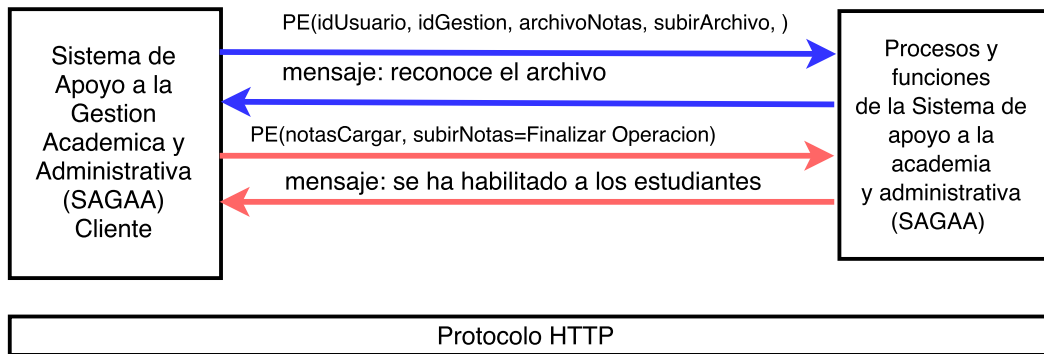 Sistema de
Apoyo a la
Gestion
Academica y
Administrativa
(SAGAA)
Cliente
PE(idUsuario, idGestion, archivoNotas, subirArchivo, )
mensaje: reconoce el archivo
PE(notasCargar, subirNotas=Finalizar Operacion)
mensaje: se ha habilitado a los estudiantes
Procesos y
funciones
de la Sistema de
apoyo a la
academia
y administrativa
(SAGAA)
Protocolo HTTP